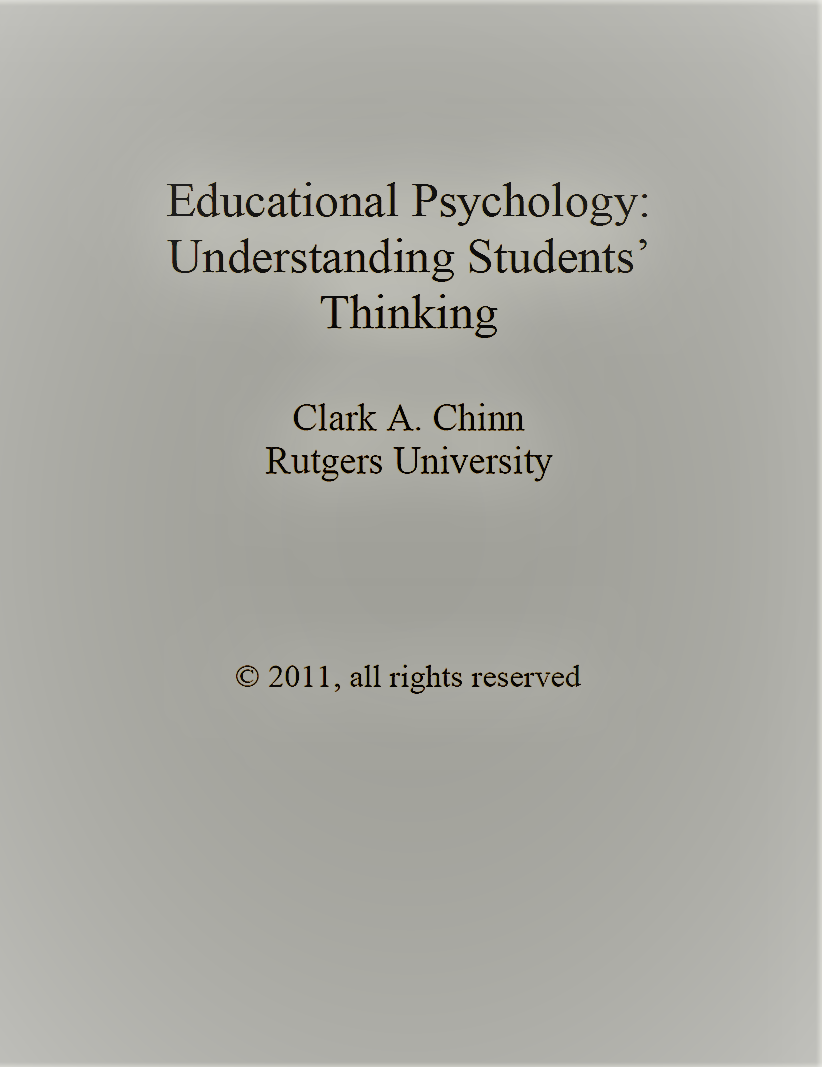 Educational Psychology:
Understanding Students’
Thinking
Clark A. Chinn
Rutgers University
© 2011, all rights reserved